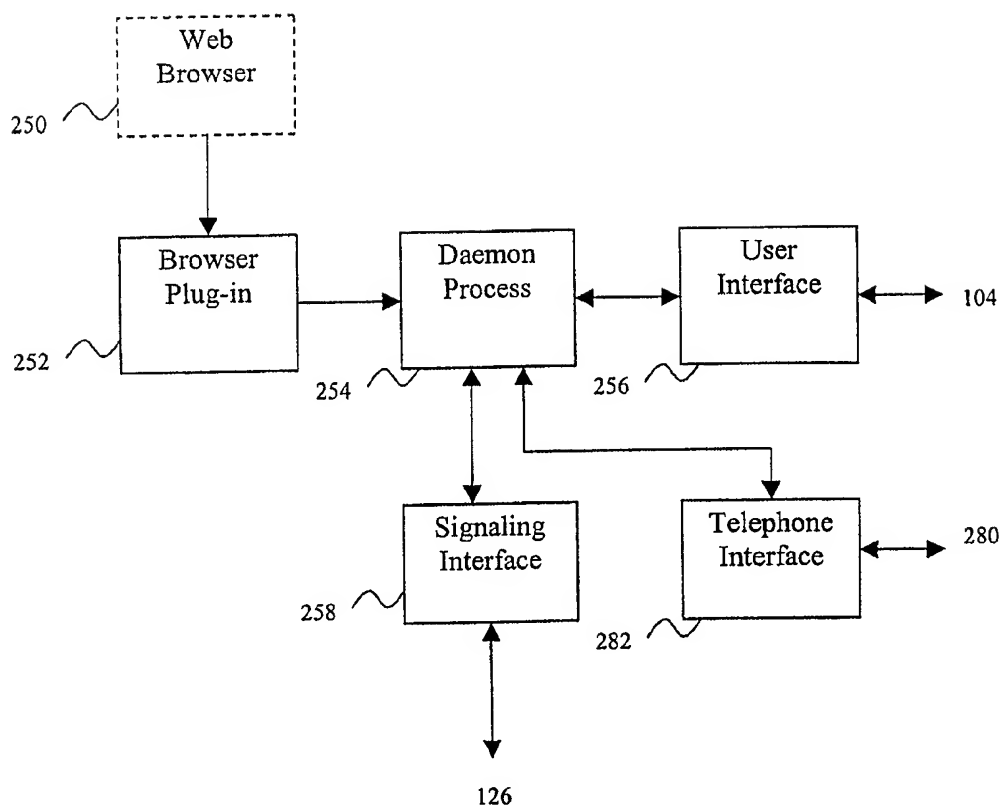 Web
Browser
250
Browser
Plug-in
252
Daemon
Process
254
User
Interface
256
104
Signaling
Interface
258
126
Telephone
Interface
282
280